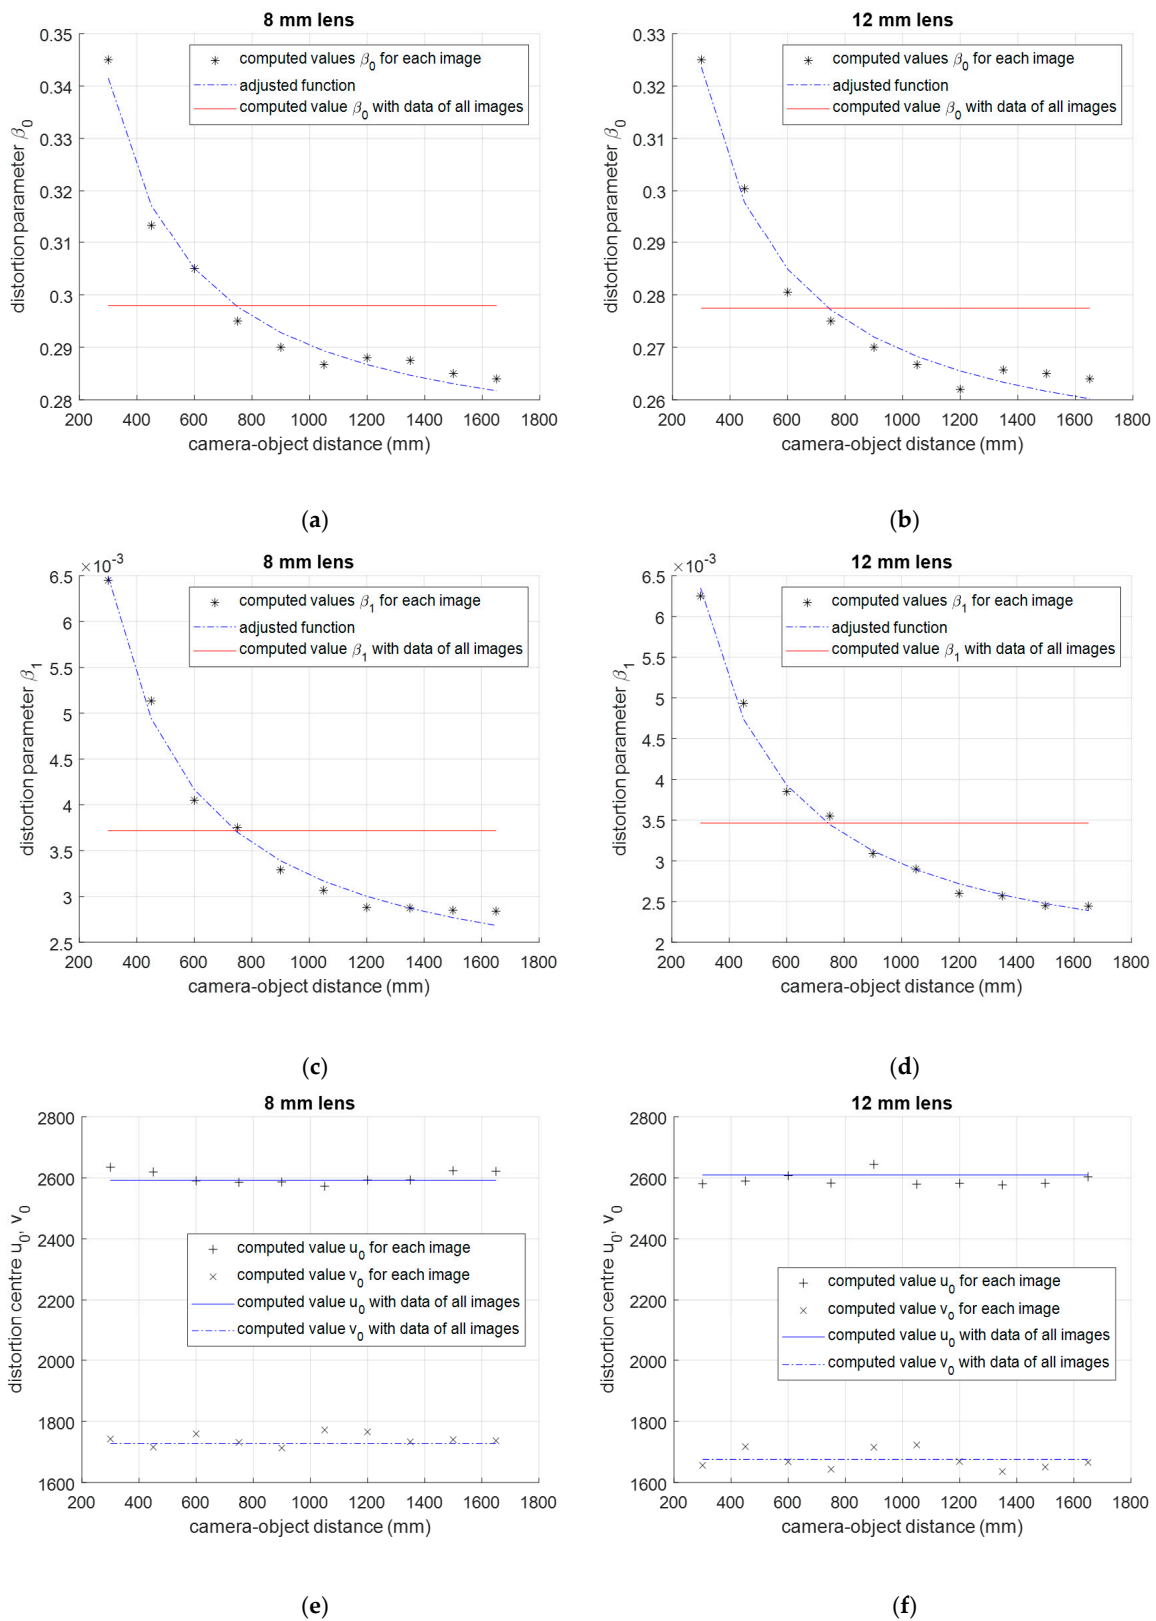 8 mm lens
0.35
0.34
0.33
0.32
0.31
0.3
0.29
0.28
distortion parameter β0
computed values β0 for each image
adjusted function
computed value β0 with data of all images
200 400 600 800 1000 1200 1400 1600 1800
camera-object distance (mm)
(a)
12 mm lens
0.33
0.32
0.31
0.3
0.29
0.28
0.27
0.26
distortion parameter β0
computed values β0 for each image
adjusted function
computed value β0 with data of all images
200 400 600 800 1000 1200 1400 1600 1800
camera-object distance (mm)
(b)
8 mm lens
×10-3
6.5
6
5.5
5
4.5
4
3.5
3
2.5
distortion parameter β1
computed values β1 for each image
adjusted function
computed value β1 with data of all images
200 400 600 800 1000 1200 1400 1600 1800
camera-object distance (mm)
(c)
12 mm lens
×10-3
6.5
6
5.5
5
4.5
4
3.5
3
2.5
2
distortion parameter β1
computed values β1 for each image
adjusted function
computed value β1 with data of all images
200 400 600 800 1000 1200 1400 1600 1800
camera-object distance (mm)
(d)
8 mm lens
2800
2600
2400
2200
2000
1800
1600
distortion centre u0, v0
computed value u0 for each image
computed value v0 for each image
computed value u0 with data of all images
computed value v0 with data of all images
200 400 600 800 1000 1200 1400 1600 1800
camera-object distance (mm)
(e)
12 mm lens
2800
2600
2400
2200
2000
1800
1600
distortion centre u0, v0
computed value u0 for each image
computed value v0 for each image
computed value u0 with data of all images
computed value v0 with data of all images
200 400 600 800 1000 1200 1400 1600 1800
camera-object distance (mm)
(f)